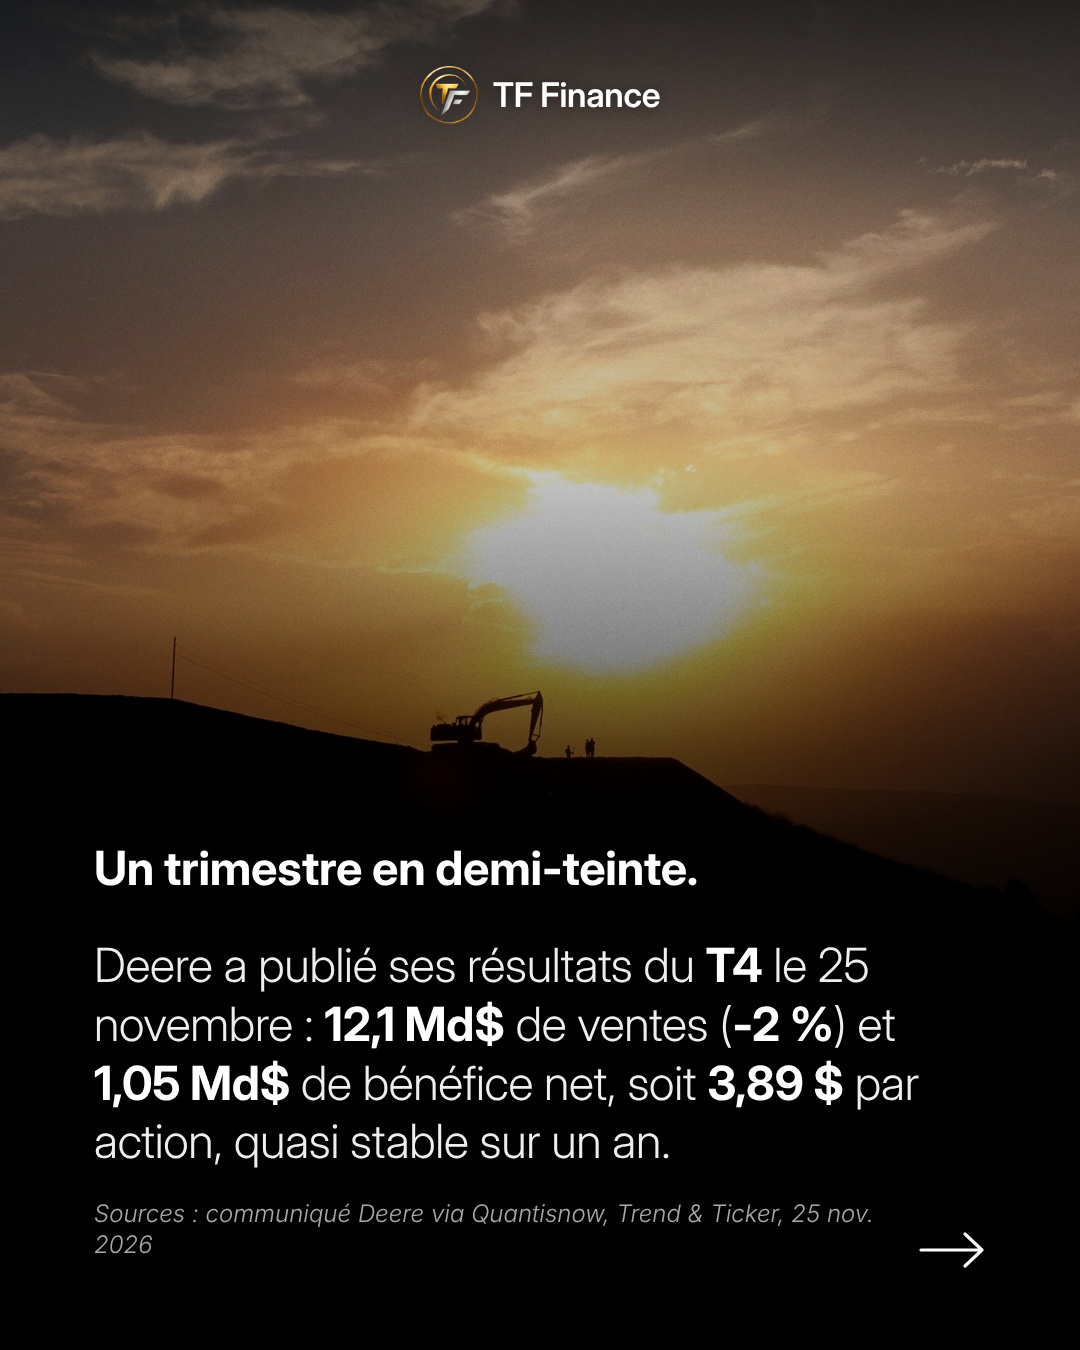 TF Finance
Un trimestre en demi-teinte.
Deere a publié ses résultats du T4 le 25
novembre : 12,1 Md$ de ventes (-2 %) et
1,05 Md$ de bénéfice net, soit 3,89 $ par
action, quasi stable sur un an.
Sources : communiqué Deere via Quantisnow, Trend & Ticker, 25 nov.
2026